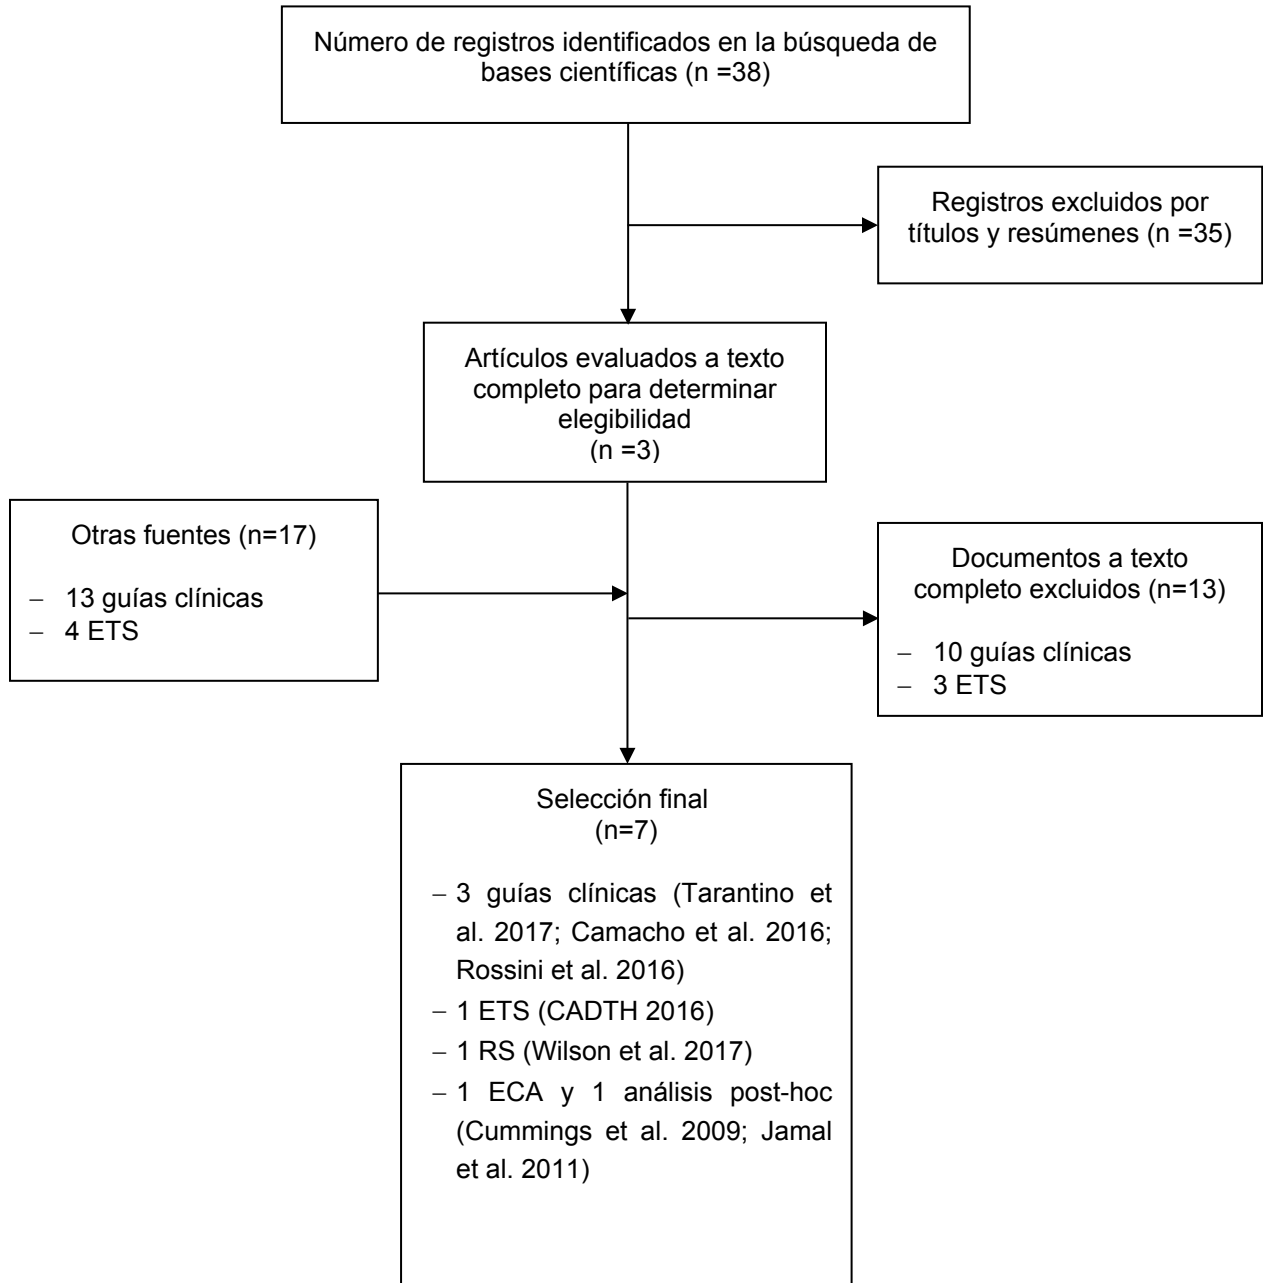 Número de registros identificados en la búsqueda de
bases científicas (n =38)
Registros excluidos por
títulos y resúmenes (n =35)
Artículos evaluados a texto
completo para determinar
elegibilidad
(n =3)
Otras fuentes (n=17)
– 13 guías clínicas
– 4 ETS
Documentos a texto
completo excluidos (n=13)
– 10 guías clínicas
– 3 ETS
Selección final
(n=7)
– 3 guías clínicas (Tarantino et
al. 2017; Camacho et al. 2016;
Rossini et al. 2016)
– 1 ETS (CADTH 2016)
– 1 RS (Wilson et al. 2017)
– 1 ECA y 1 análisis post-hoc
(Cummings et al. 2009; Jamal
et al. 2011)